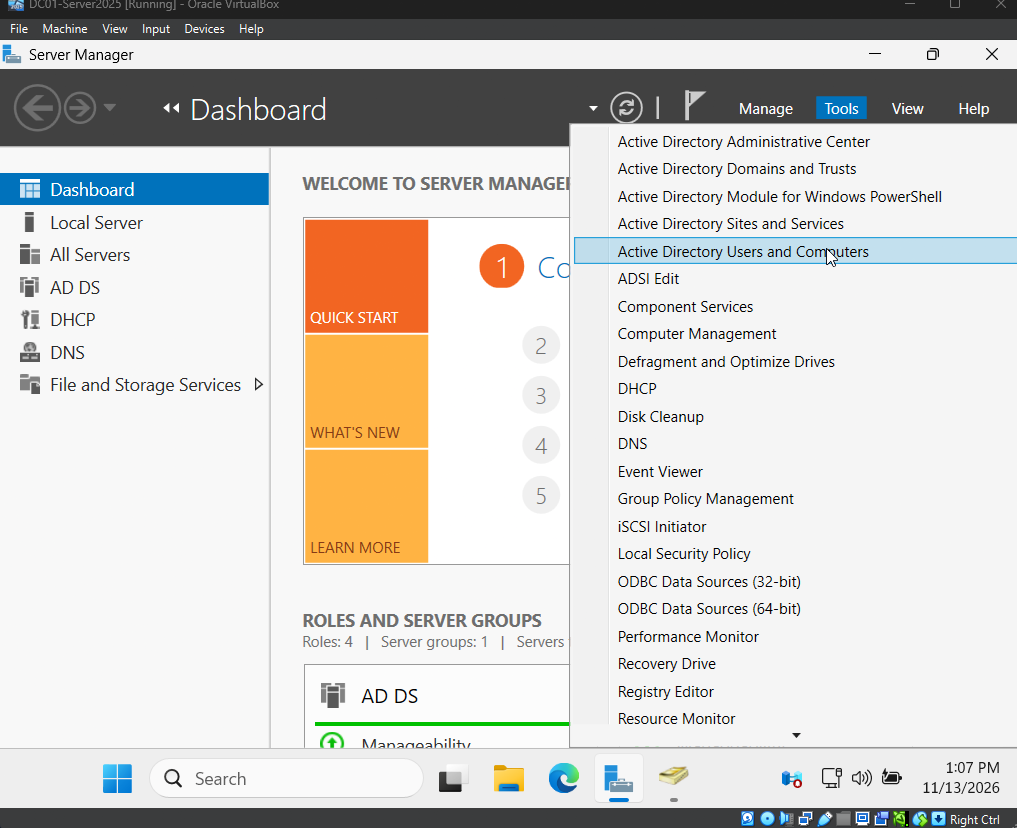 DC01-Server2025 [Running] - Oracle VirtualBox
File Machine View Input Devices Help
Server Manager
Dashboard
Manage Tools View Help
Dashboard
Local Server
All Servers
AD DS
DHCP
DNS
File and Storage Services
WELCOME TO SERVER MANAGER
QUICK START
WHAT'S NEW
LEARN MORE
1 Co
2
3
4
5
ROLES AND SERVER GROUPS
Roles: 4 | Server groups: 1 | Servers
AD DS
Manageability
Active Directory Administrative Center
Active Directory Domains and Trusts
Active Directory Module for Windows PowerShell
Active Directory Sites and Services
Active Directory Users and Computers
ADSI Edit
Component Services
Computer Management
Defragment and Optimize Drives
DHCP
Disk Cleanup
DNS
Event Viewer
Group Policy Management
iSCSI Initiator
Local Security Policy
ODBC Data Sources (32-bit)
ODBC Data Sources (64-bit)
Performance Monitor
Recovery Drive
Registry Editor
Resource Monitor
Search
1:07 PM
11/13/2026
Right Ctrl